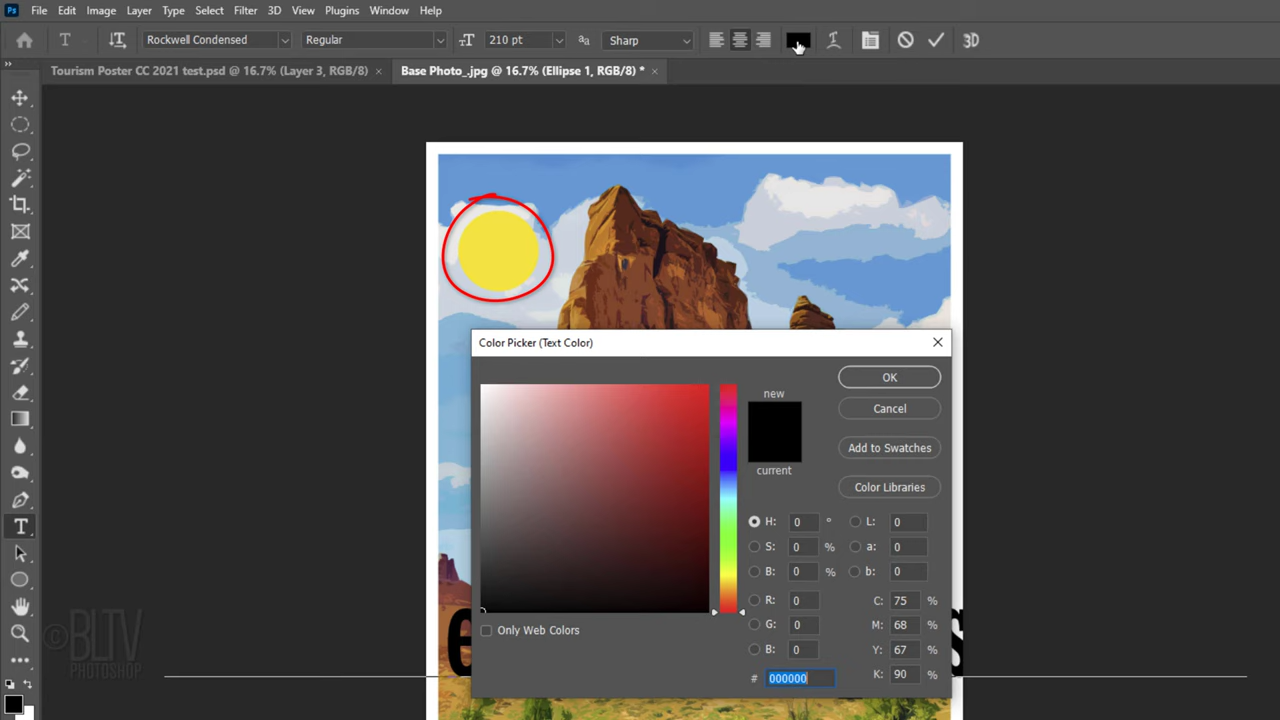 Ps File Edit Image Layer Type Select Filter 3D View Plugins Window Help
T Rockwell Condensed Regular 210 pt aa Sharp 3D
Tourism Poster CC 2021 test.psd @ 16.7% (Layer 3, RGB/8) × Base Photo_.jpg @ 16.7% (Ellipse 1, RGB/8) * ×
Color Picker (Text Color)
OK
new
Cancel
Add to Swatches
current
Color Libraries
H: 0 ° L: 0
S: 0 % a: 0
B: 0 % b: 0
R: 0 C: 75 %
G: 0 M: 68 %
Only Web Colors
B: 0 Y: 67 %
# 000000 K: 90 %
e s
©BLTV
PHOTOSHOP